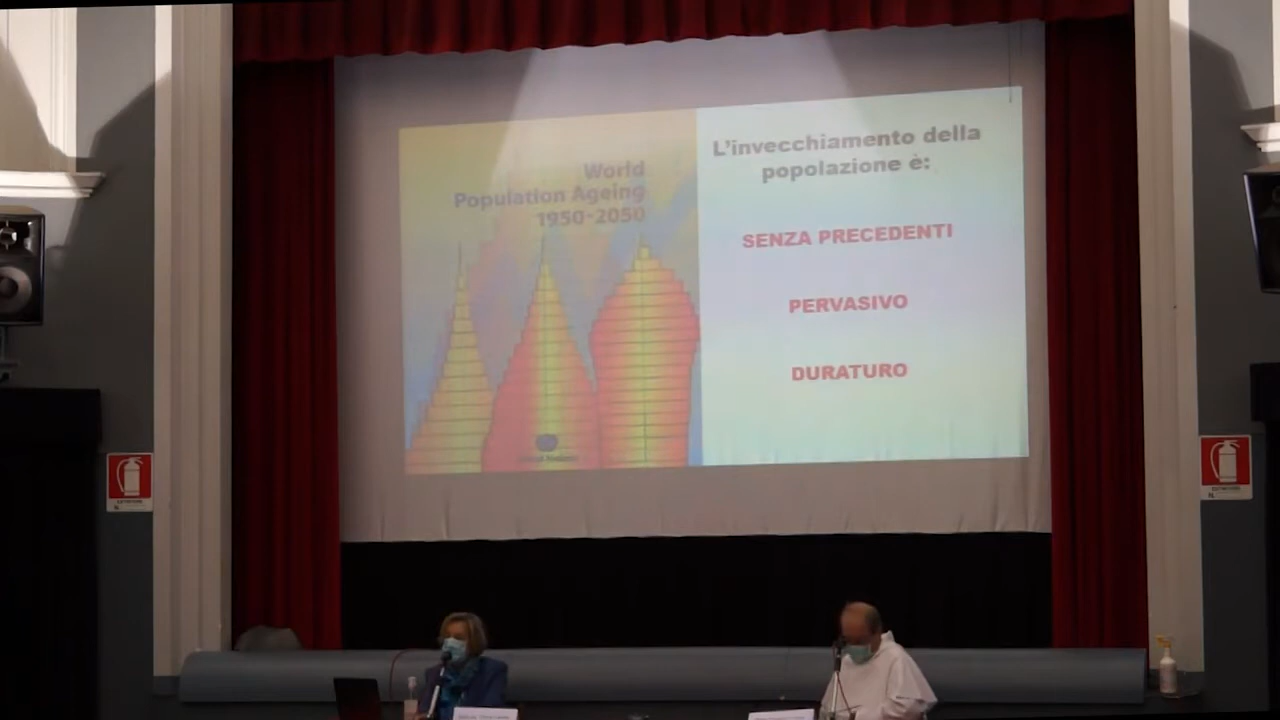 World
Population Ageing
1950-2050
L'invecchiamento della
popolazione è:
SENZA PRECEDENTI
PERVASIVO
DURATURO